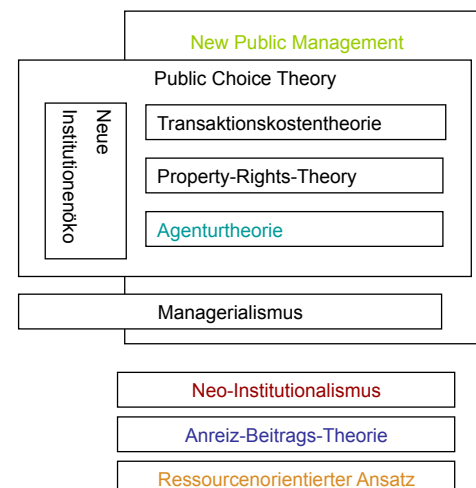 New Public Management
Public Choice Theory
Neue
Institutionenöko
Transaktionskostentheorie
Property-Rights-Theory
Agenturtheorie
Managerialismus
Neo-Institutionalismus
Anreiz-Beitrags-Theorie
Ressourcenorientierter Ansatz